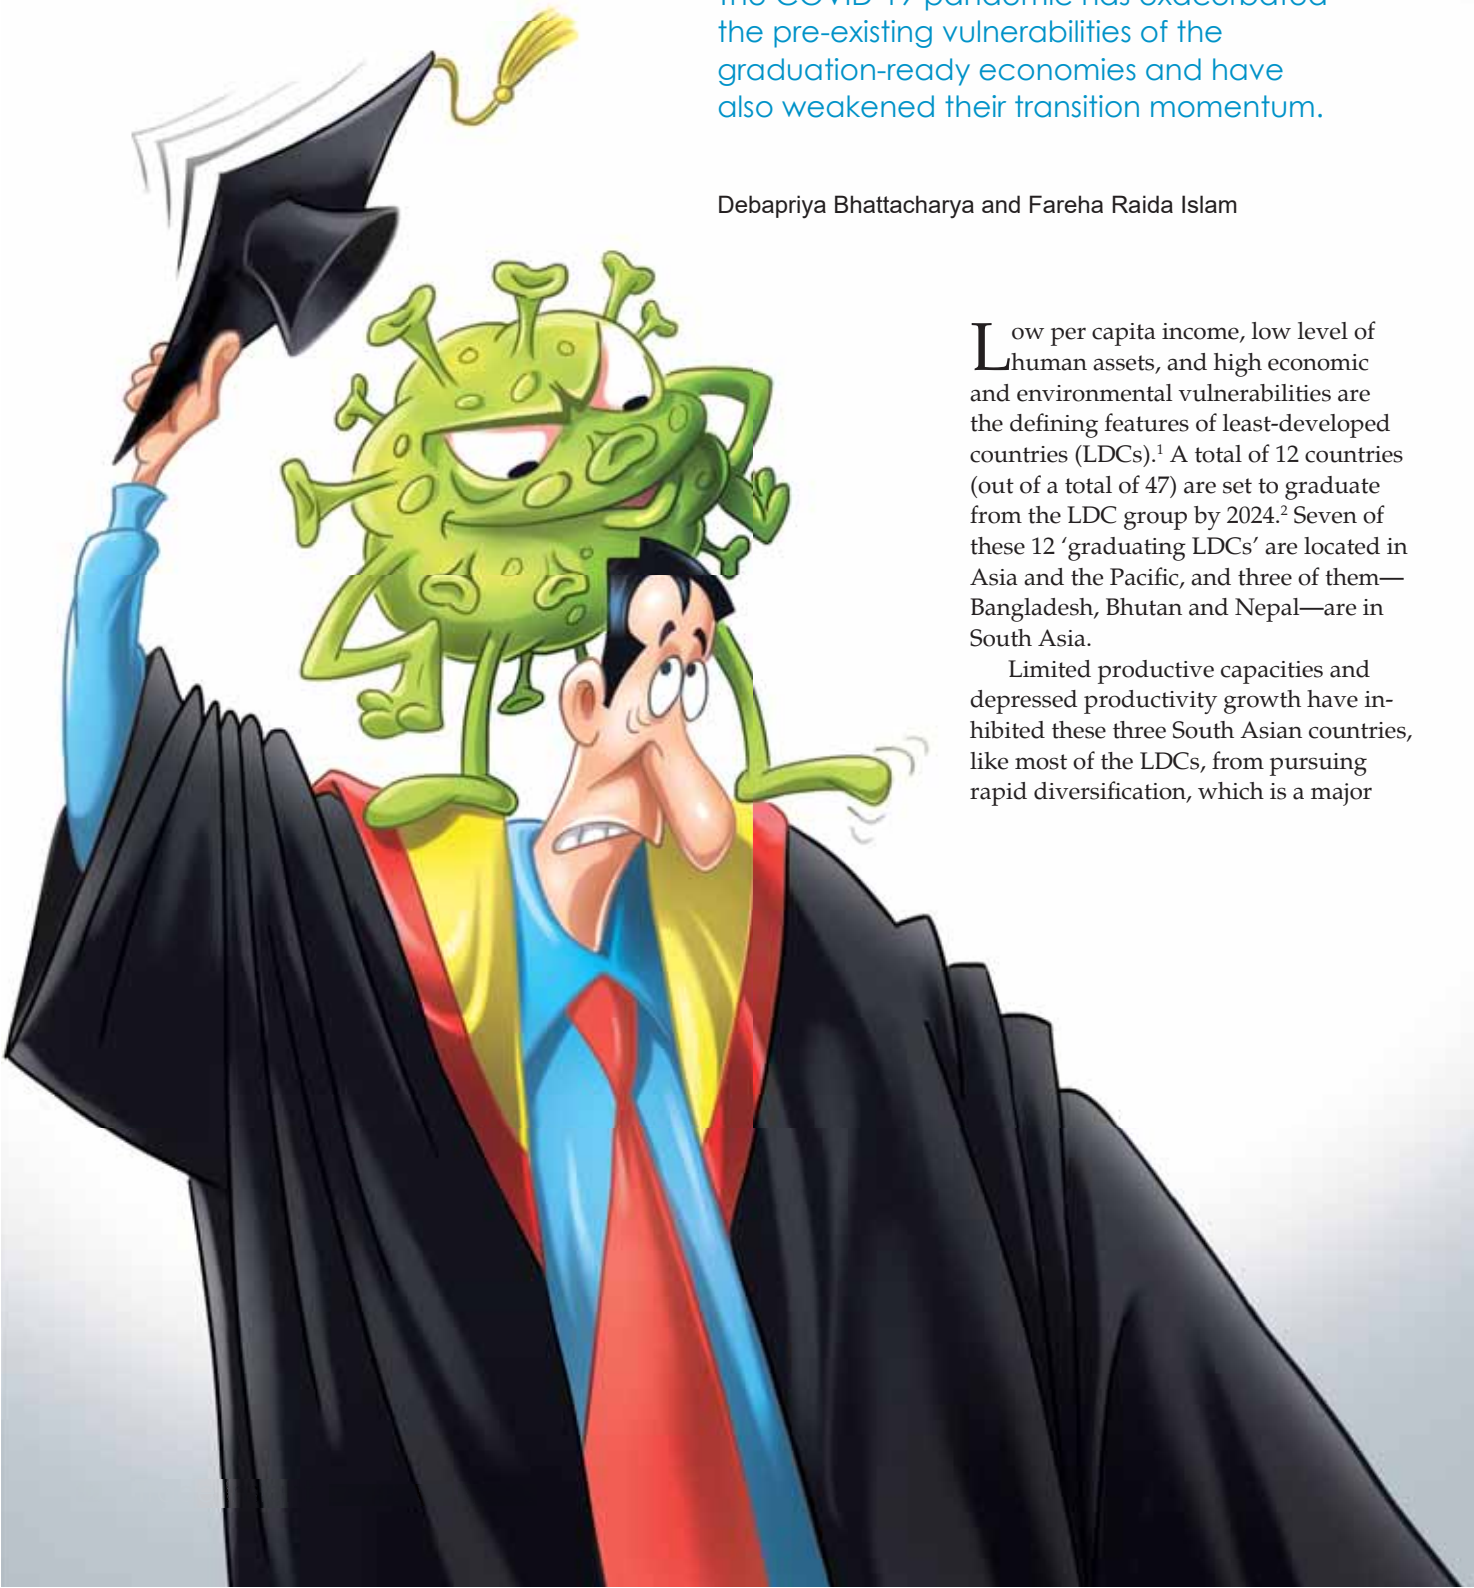 the pre-existing vulnerabilities of the
graduation-ready economies and have
also weakened their transition momentum.
Debapriya Bhattacharya and Fareha Raida Islam
Low per capita income, low level of
human assets, and high economic
and environmental vulnerabilities are
the defining features of least-developed
countries (LDCs).¹ A total of 12 countries
(out of a total of 47) are set to graduate
from the LDC group by 2024.² Seven of
these 12 ‘graduating LDCs’ are located in
Asia and the Pacific, and three of them—
Bangladesh, Bhutan and Nepal—are in
South Asia.
Limited productive capacities and
depressed productivity growth have in-
hibited these three South Asian countries,
like most of the LDCs, from pursuing
rapid diversification, which is a major